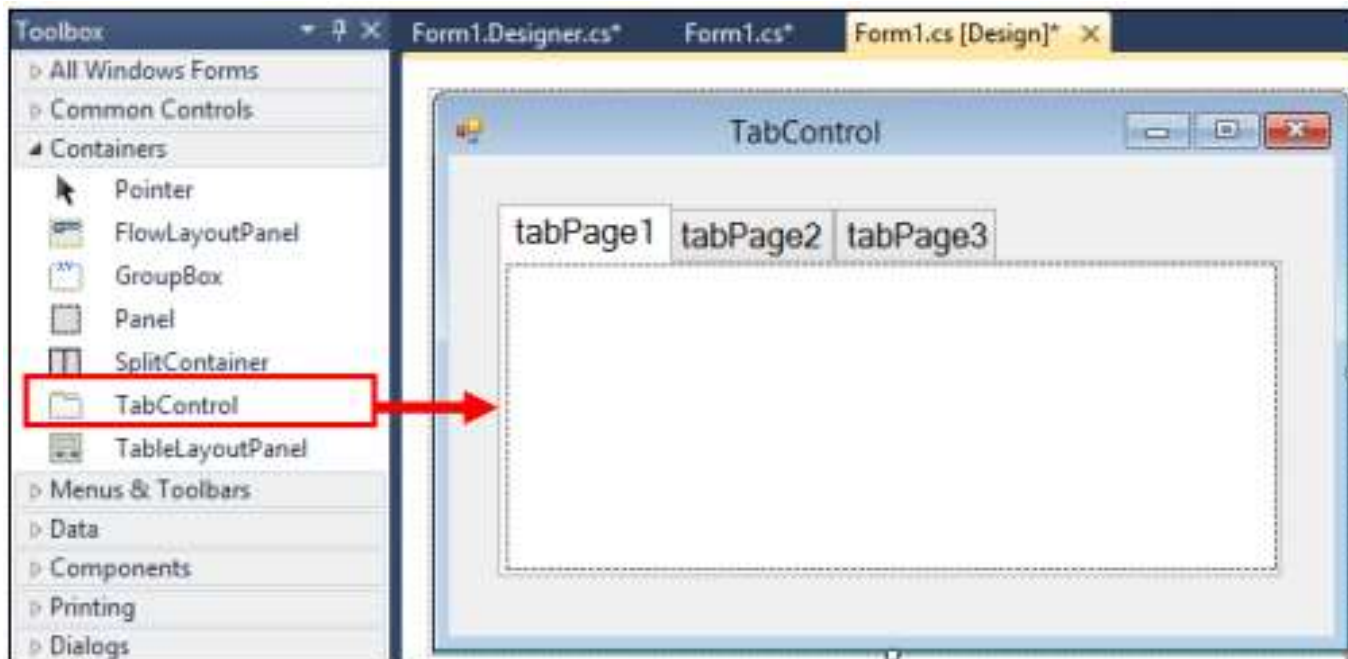 Toolbox
Form1.Designer.cs*
Form1.cs*
Form1.cs [Design]*
All Windows Forms
Common Controls
Containers
Pointer
FlowLayoutPanel
GroupBox
Panel
SplitContainer
TabControl
TableLayoutPanel
Menus & Toolbars
Data
Components
Printing
Dialogs
TabControl
tabPage1 tabPage2 tabPage3